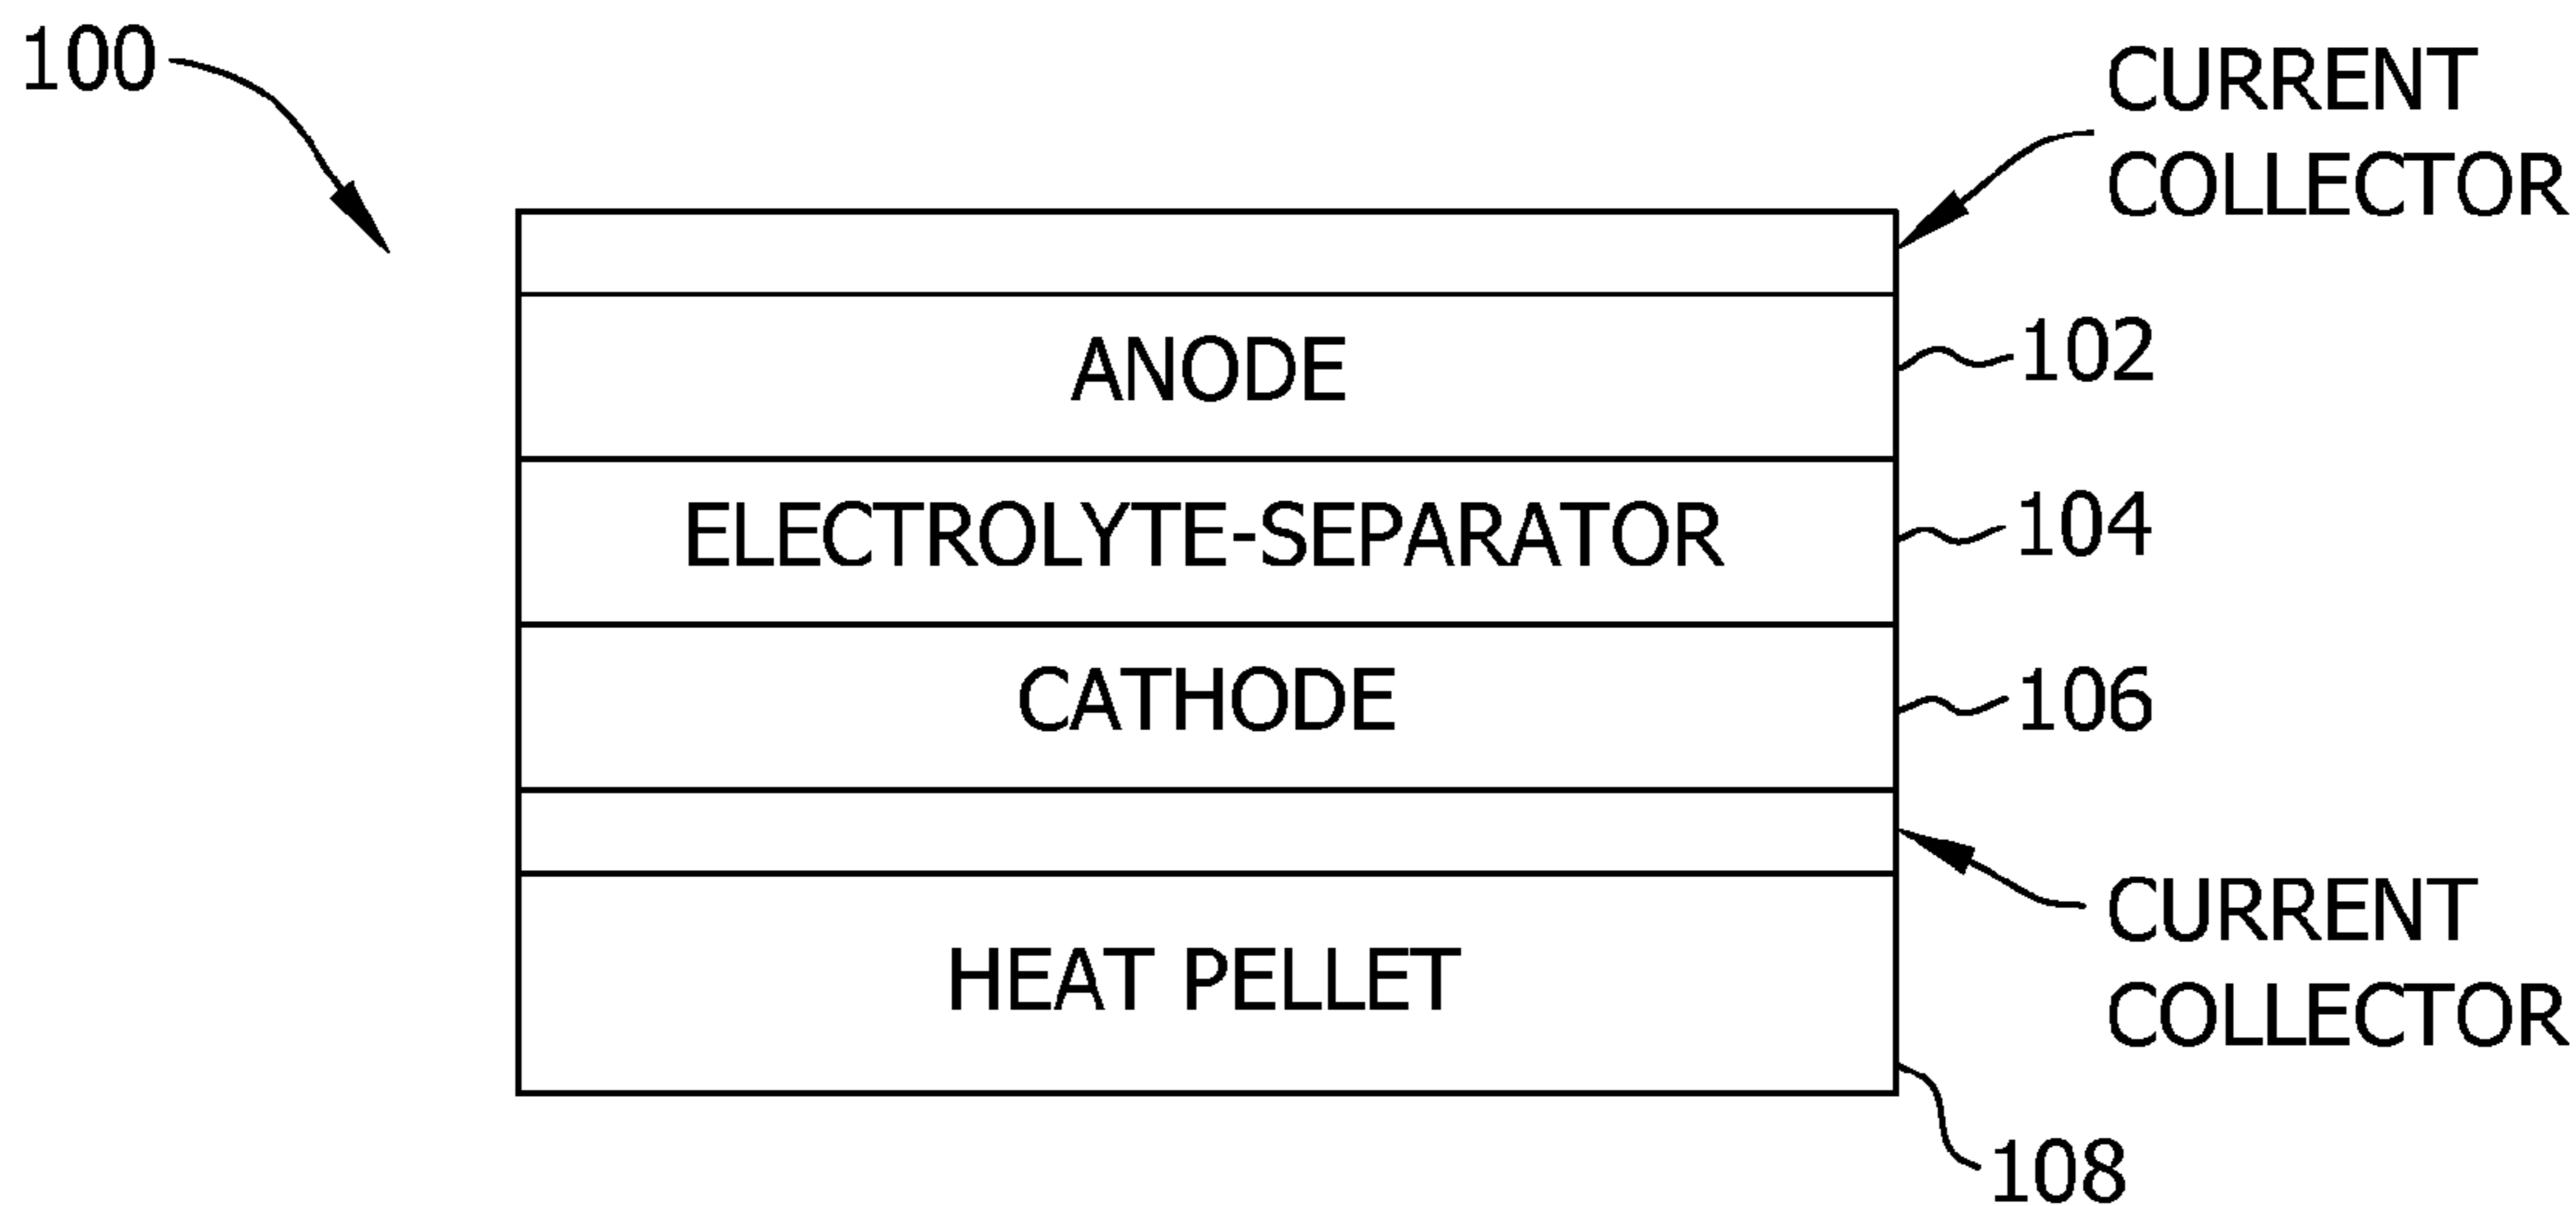 100
CURRENT
COLLECTOR
ANODE
102
ELECTROLYTE-SEPARATOR
104
CATHODE
106
CURRENT
COLLECTOR
HEAT PELLET
108